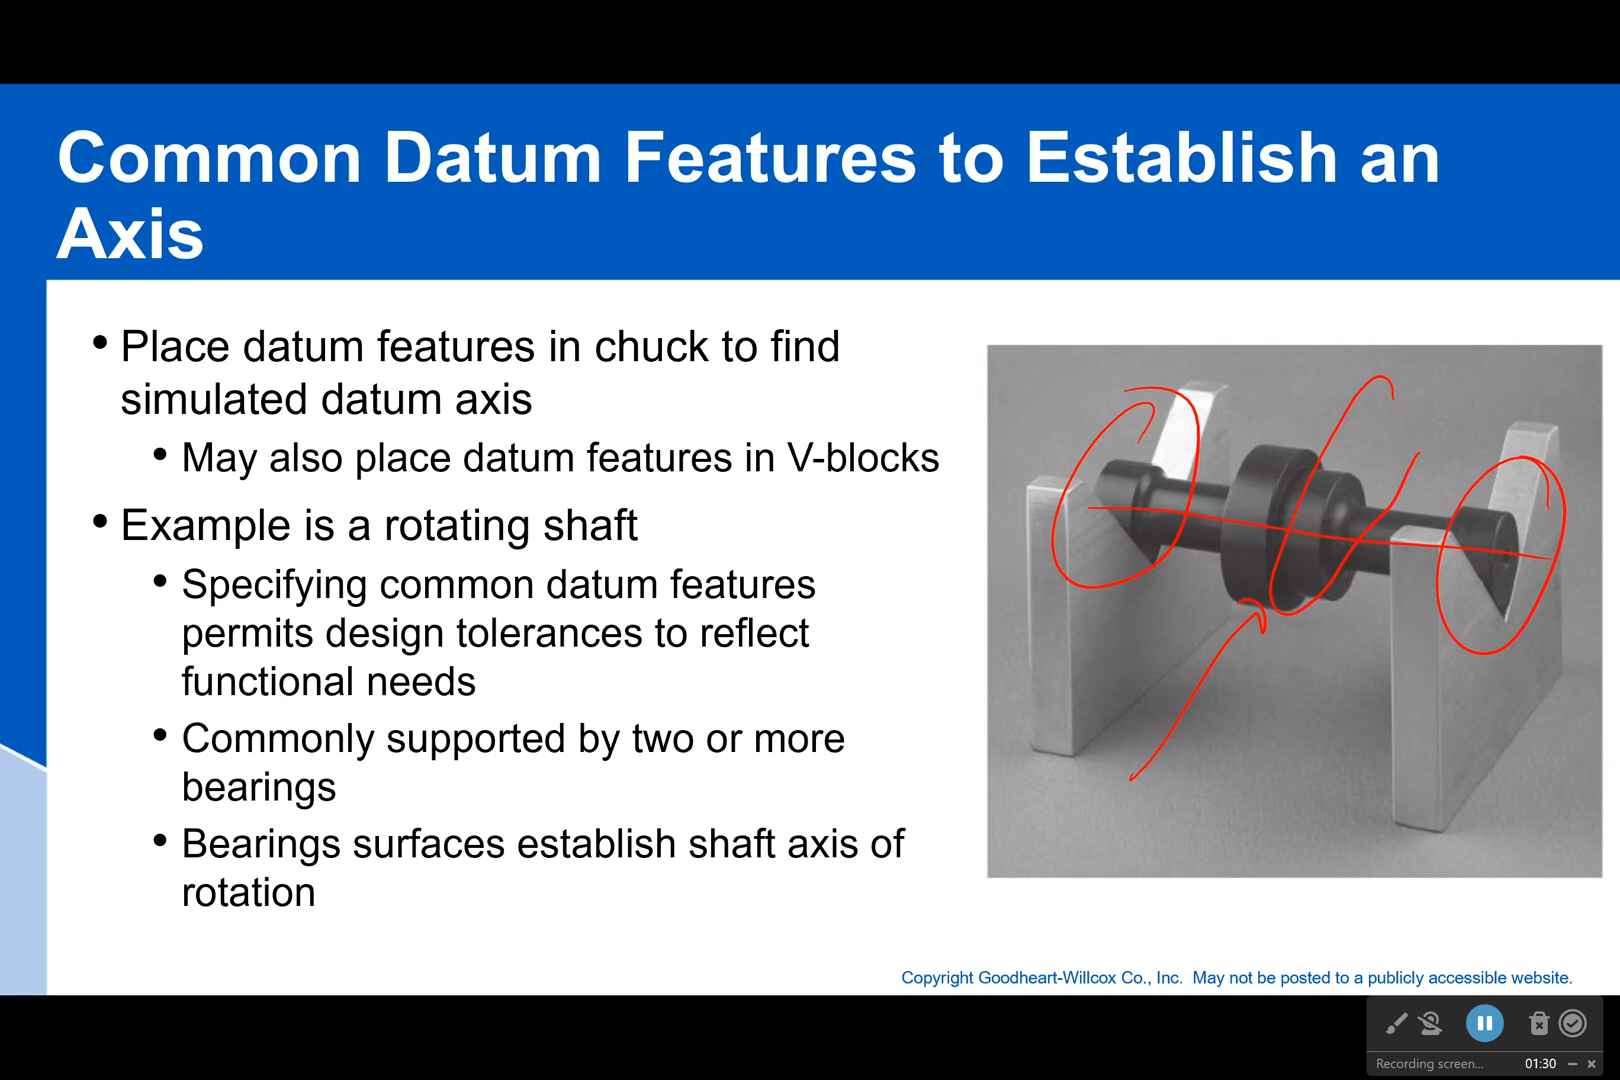 Common Datum Features to Establish an
Axis
• Place datum features in chuck to find
simulated datum axis
• May also place datum features in V-blocks
• Example is a rotating shaft
• Specifying common datum features
permits design tolerances to reflect
functional needs
• Commonly supported by two or more
bearings
• Bearings surfaces establish shaft axis of
rotation
Copyright Goodheart-Willcox Co., Inc. May not be posted to a publicly accessible website.
Recording screen... 01:30